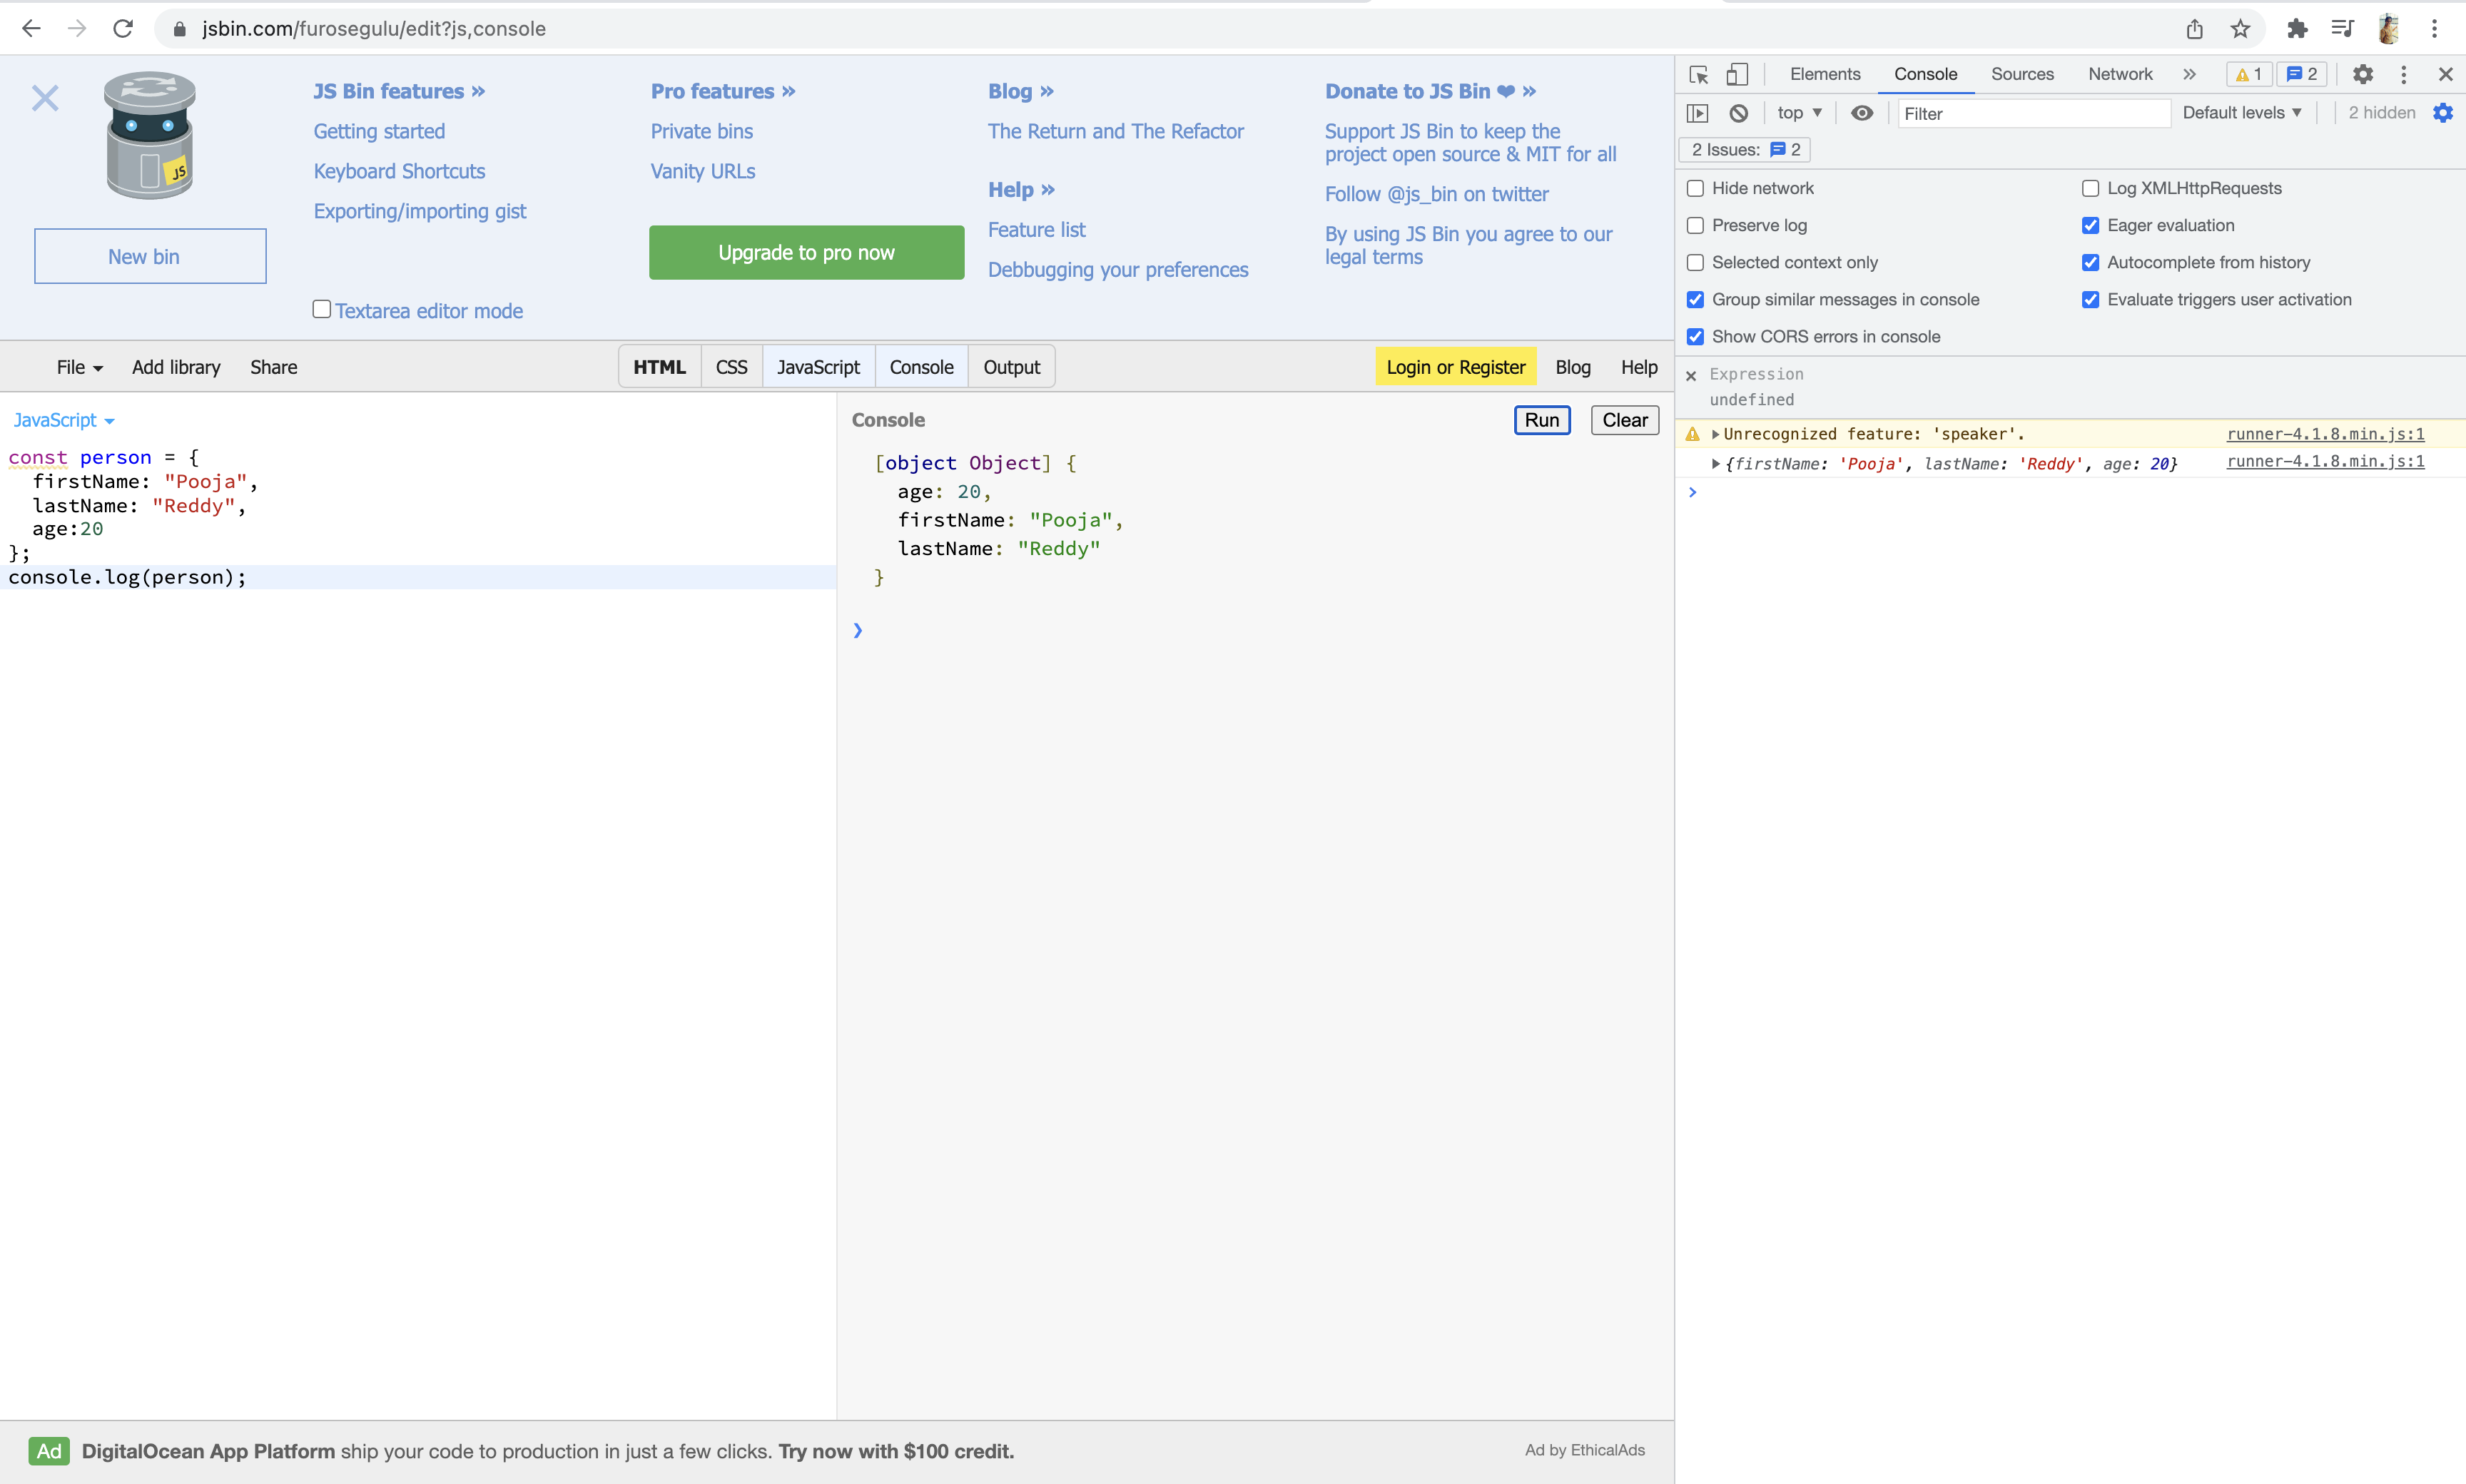 jsbin.com/furosegulu/edit?js,console
JS Bin features »
Getting started
Keyboard Shortcuts
Exporting/importing gist
Textarea editor mode
JS
New bin
Pro features »
Private bins
Vanity URLs
Upgrade to pro now
Blog »
The Return and The Refactor
Help »
Feature list
Debbugging your preferences
Donate to JS Bin ❤ »
Support JS Bin to keep the
project open source & MIT for all
Follow @js_bin on twitter
By using JS Bin you agree to our
legal terms
File Add library Share HTML CSS JavaScript Console Output Login or Register Blog Help
JavaScript
const person = {
  firstName: "Pooja",
  lastName: "Reddy",
  age:20
};
console.log(person);
Console Run Clear
[object Object] {
  age: 20,
  firstName: "Pooja",
  lastName: "Reddy"
}
Elements Console Sources Network » 1 2
top Filter Default levels 2 hidden
2 Issues: 2
Hide network Log XMLHttpRequests
Preserve log Eager evaluation
Selected context only Autocomplete from history
Group similar messages in console Evaluate triggers user activation
Show CORS errors in console
Expression
undefined
Unrecognized feature: 'speaker'. runner-4.1.8.min.js:1
{firstName: 'Pooja', lastName: 'Reddy', age: 20} runner-4.1.8.min.js:1
Ad DigitalOcean App Platform ship your code to production in just a few clicks. Try now with $100 credit. Ad by EthicalAds